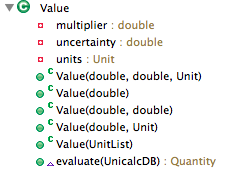 C Value
multiplier : double
uncertainty : double
units : Unit
C Value(double, double, Unit)
C Value(double)
C Value(double, double)
C Value(double, Unit)
C Value(UnitList)
evaluate(UnicalcDB) : Quantity